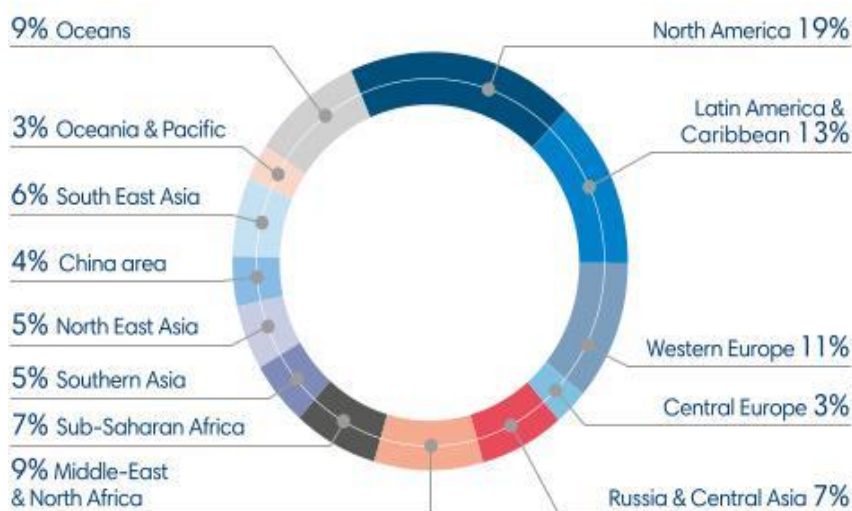 9% Oceans
3% Oceania & Pacific
6% South East Asia
4% China area
5% North East Asia
5% Southern Asia
7% Sub-Saharan Africa
9% Middle-East
& North Africa
North America 19%
Latin America &
Caribbean 13%
Western Europe 11%
Central Europe 3%
Russia & Central Asia 7%